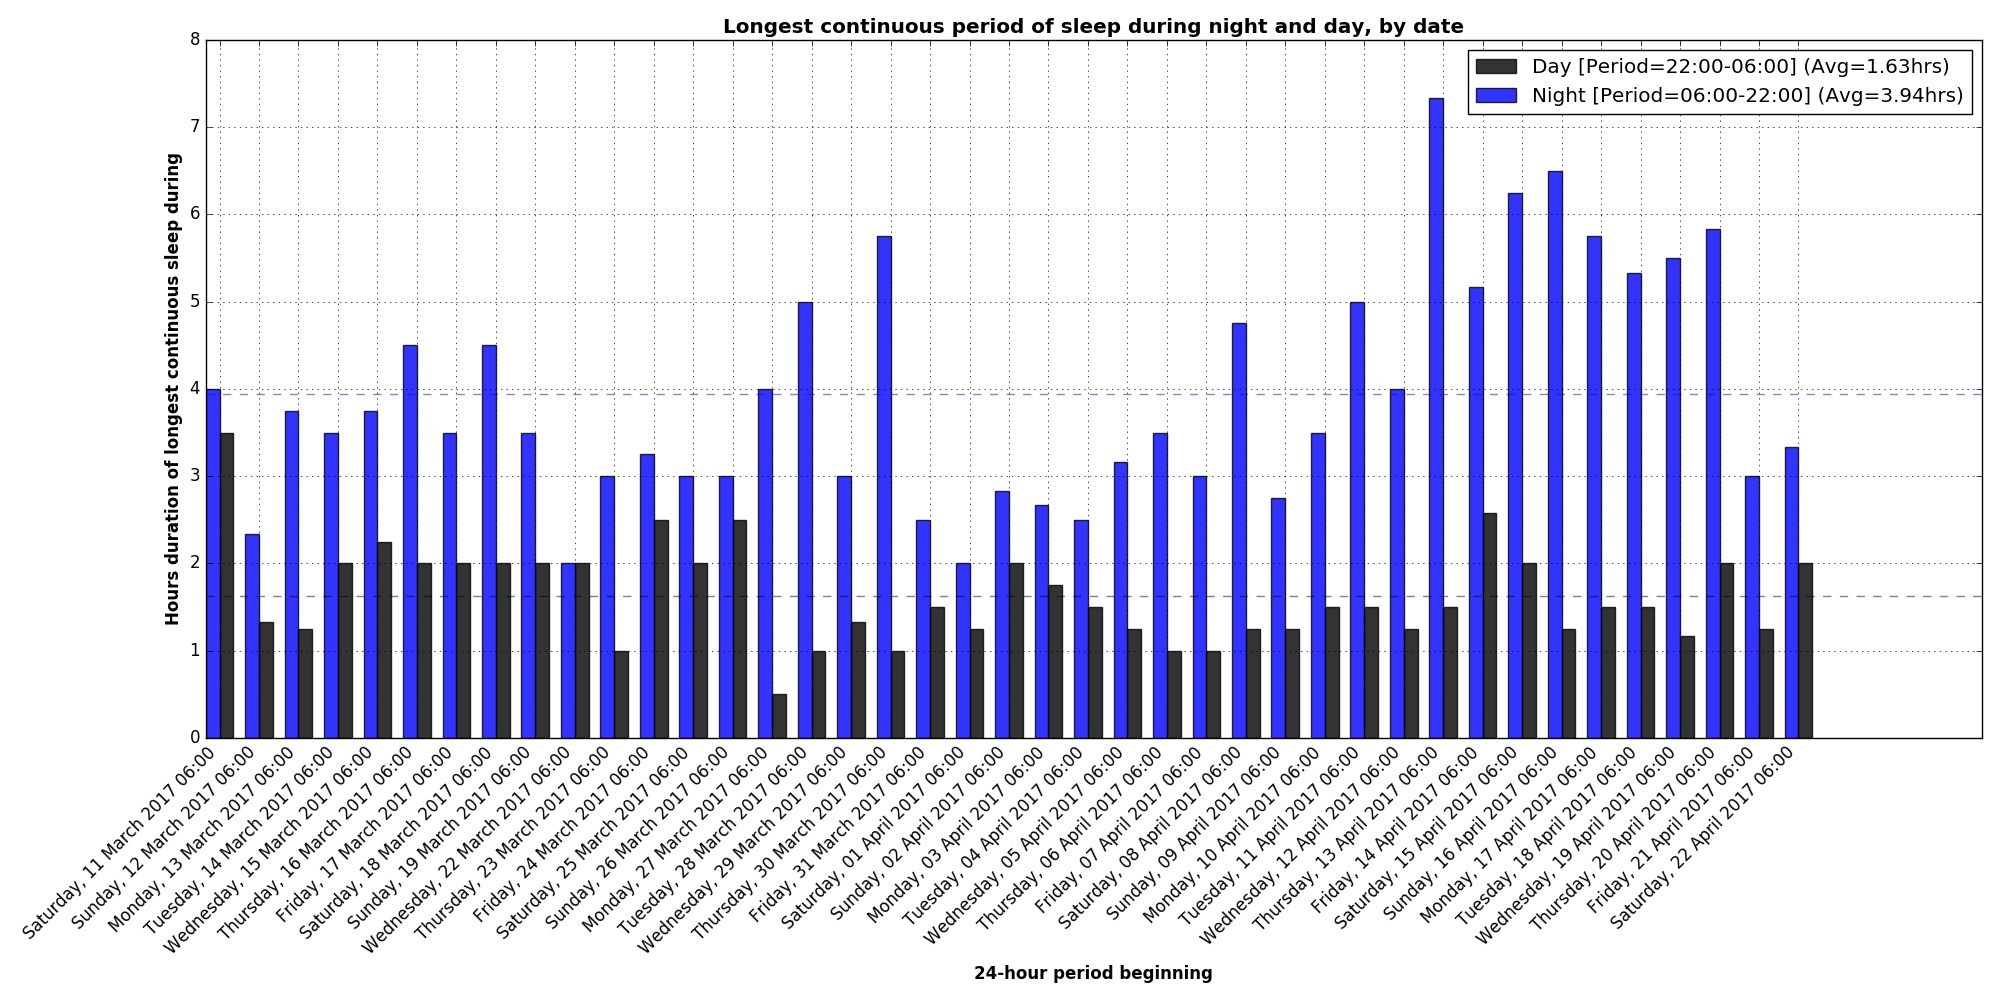 Longest continuous period of sleep during night and day, by date
Day [Period=22:00-06:00] (Avg=1.63hrs)
Night [Period=06:00-22:00] (Avg=3.94hrs)
Hours duration of longest continuous sleep during
8
7
6
5
4
3
2
1
0
Saturday, 11 March 2017 06:00
Sunday, 12 March 2017 06:00
Monday, 13 March 2017 06:00
Tuesday, 14 March 2017 06:00
Wednesday, 15 March 2017 06:00
Thursday, 16 March 2017 06:00
Friday, 17 March 2017 06:00
Saturday, 18 March 2017 06:00
Sunday, 19 March 2017 06:00
Wednesday, 22 March 2017 06:00
Thursday, 23 March 2017 06:00
Friday, 24 March 2017 06:00
Saturday, 25 March 2017 06:00
Sunday, 26 March 2017 06:00
Monday, 27 March 2017 06:00
Tuesday, 28 March 2017 06:00
Wednesday, 29 March 2017 06:00
Thursday, 30 March 2017 06:00
Friday, 31 March 2017 06:00
Saturday, 01 April 2017 06:00
Sunday, 02 April 2017 06:00
Monday, 03 April 2017 06:00
Tuesday, 04 April 2017 06:00
Wednesday, 05 April 2017 06:00
Thursday, 06 April 2017 06:00
Friday, 07 April 2017 06:00
Saturday, 08 April 2017 06:00
Sunday, 09 April 2017 06:00
Monday, 10 April 2017 06:00
Tuesday, 11 April 2017 06:00
Wednesday, 12 April 2017 06:00
Thursday, 13 April 2017 06:00
Friday, 14 April 2017 06:00
Saturday, 15 April 2017 06:00
Sunday, 16 April 2017 06:00
Monday, 17 April 2017 06:00
Tuesday, 18 April 2017 06:00
Wednesday, 19 April 2017 06:00
Thursday, 20 April 2017 06:00
Friday, 21 April 2017 06:00
Saturday, 22 April 2017 06:00
24-hour period beginning